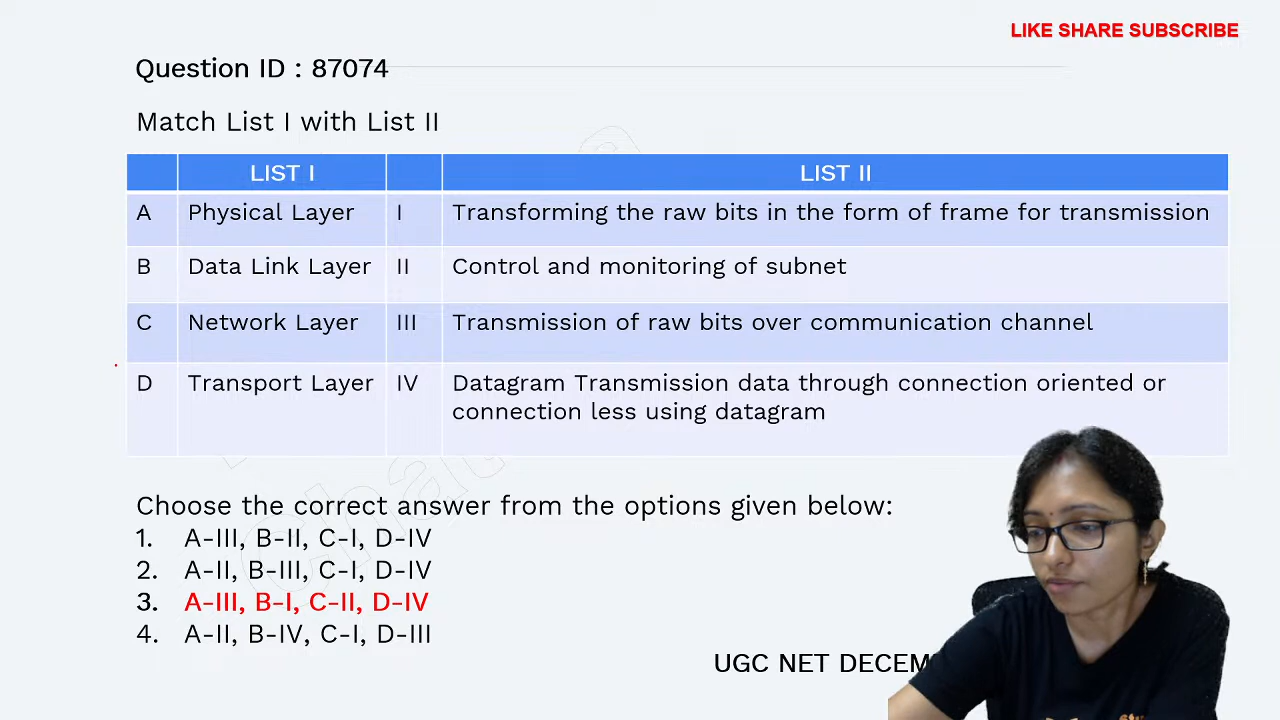 LIKE SHARE SUBSCRIBE
Question ID : 87074
Match List I with List II
LIST I LIST II
A Physical Layer I Transforming the raw bits in the form of frame for transmission
B Data Link Layer II Control and monitoring of subnet
C Network Layer III Transmission of raw bits over communication channel
D Transport Layer IV Datagram Transmission data through connection oriented or
connection less using datagram
Choose the correct answer from the options given below:
1. A-III, B-II, C-I, D-IV
2. A-II, B-III, C-I, D-IV
3. A-III, B-I, C-II, D-IV
4. A-II, B-IV, C-I, D-III
UGC NET